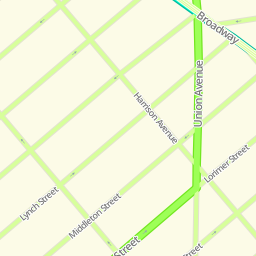 Broadway
Union Avenue
Harrison Avenue
Lorimer Street
Lynch Street
Middleton Street
Street